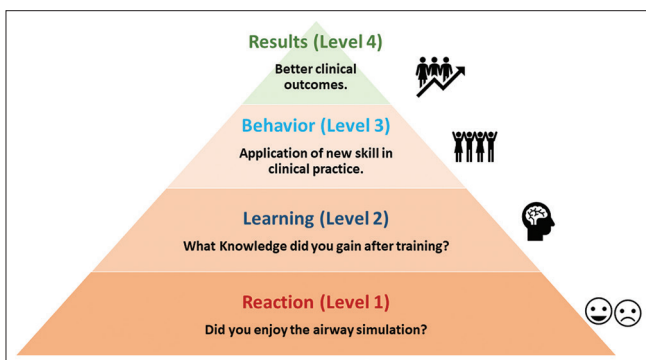 Results (Level 4)
Better clinical
outcomes.
Behavior (Level 3)
Application of new skill in
clinical practice.
Learning (Level 2)
What Knowledge did you gain after training?
Reaction (Level 1)
Did you enjoy the airway simulation?